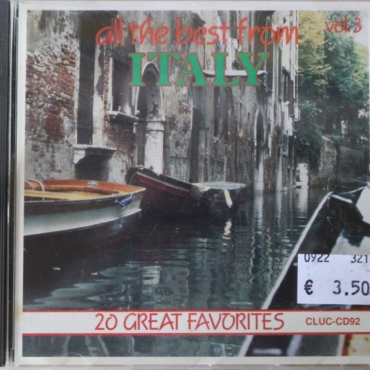 all the best from
vol. 3
ITALY
0922 321
€ 3.50
20 GREAT FAVORITES
CLUC-CD92